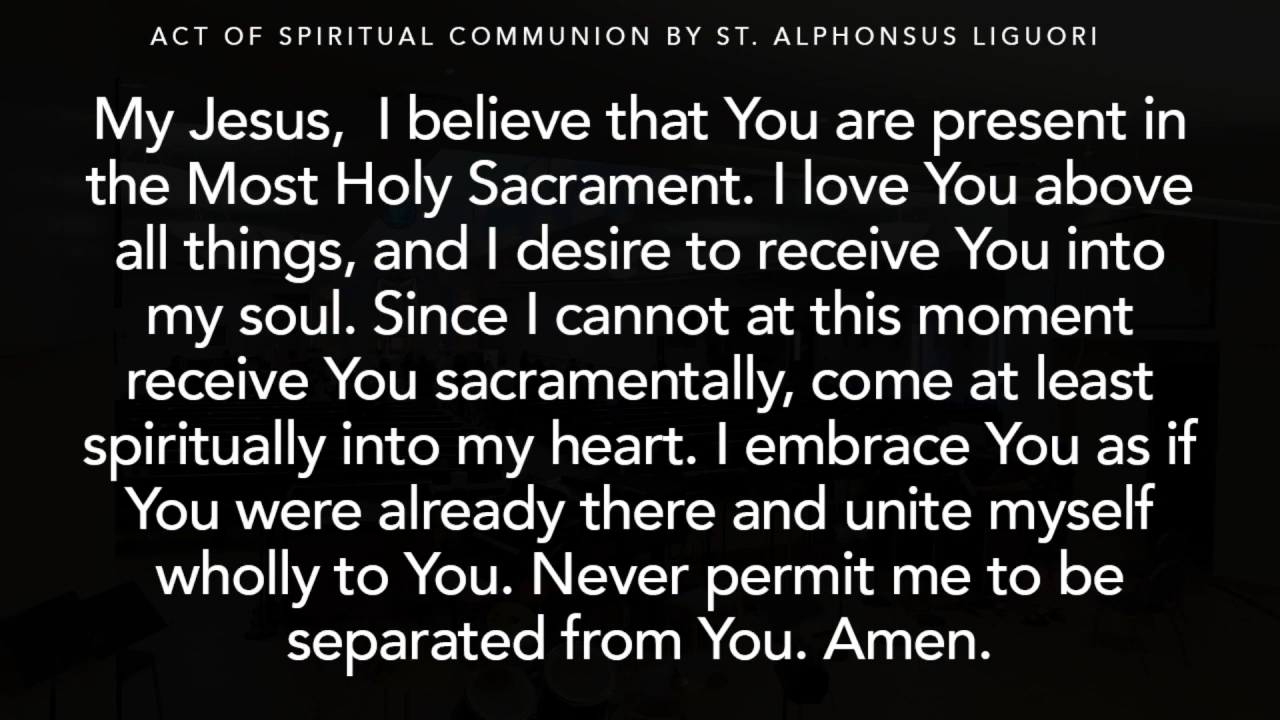 ACT OF SPIRITUAL COMMUNION BY ST. ALPHONSUS LIGUORI
My Jesus,  I believe that You are present in
the Most Holy Sacrament. I love You above
all things, and I desire to receive You into
my soul. Since I cannot at this moment
receive You sacramentally, come at least
spiritually into my heart. I embrace You as if
You were already there and unite myself
wholly to You. Never permit me to be
separated from You. Amen.